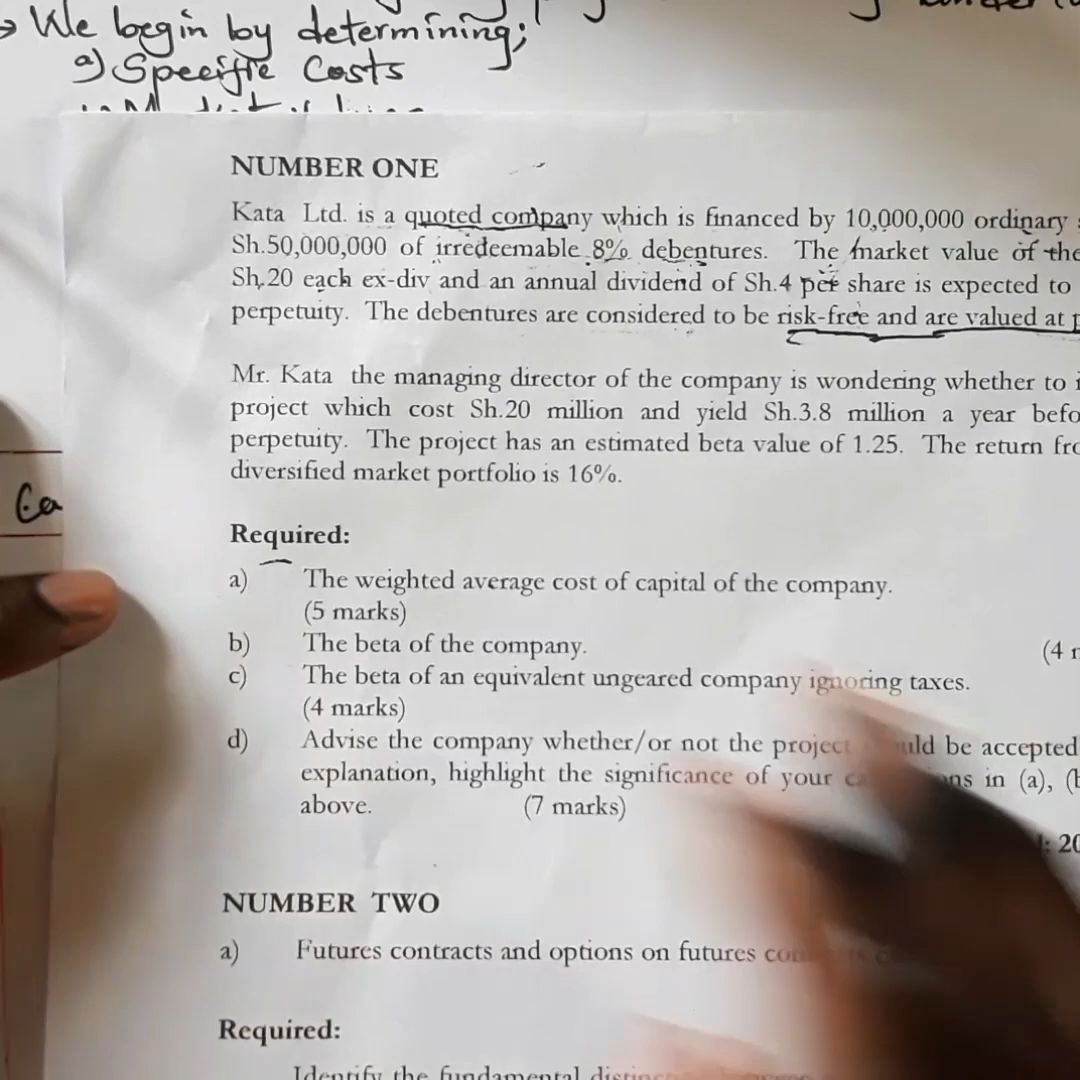 We begin by determining;
a) Specific Costs
NUMBER ONE
Kata Ltd. is a quoted company which is financed by 10,000,000 ordinary
Sh.50,000,000 of irredeemable 8% debentures. The market value of the
Sh.20 each ex-div and an annual dividend of Sh.4 per share is expected to
perpetuity. The debentures are considered to be risk-free and are valued at
Mr. Kata the managing director of the company is wondering whether to
project which cost Sh.20 million and yield Sh.3.8 million a year
perpetuity. The project has an estimated beta value of 1.25. The return
diversified market portfolio is 16%.
Ca
Required:
a) The weighted average cost of capital of the company.
(5 marks)
b) The beta of the company. (4
c) The beta of an equivalent ungeared company ignoring taxes.
(4 marks)
d) Advise the company whether/or not the project be accepted
explanation, highlight the significance of your in (a),
above. (7 marks)
NUMBER TWO
a) Futures contracts and options on futures
Required:
Identify the fundamental